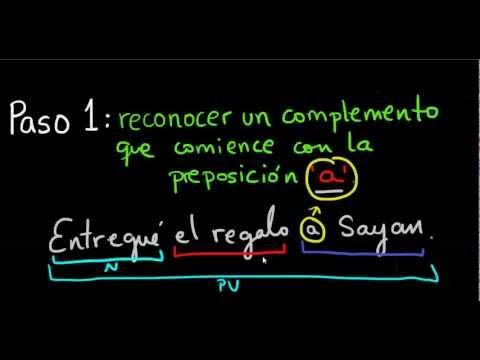 Paso 1: reconocer un complemento
que comience con la
preposición 'a'.
Entregué el regalo a Sayan.
N
PV